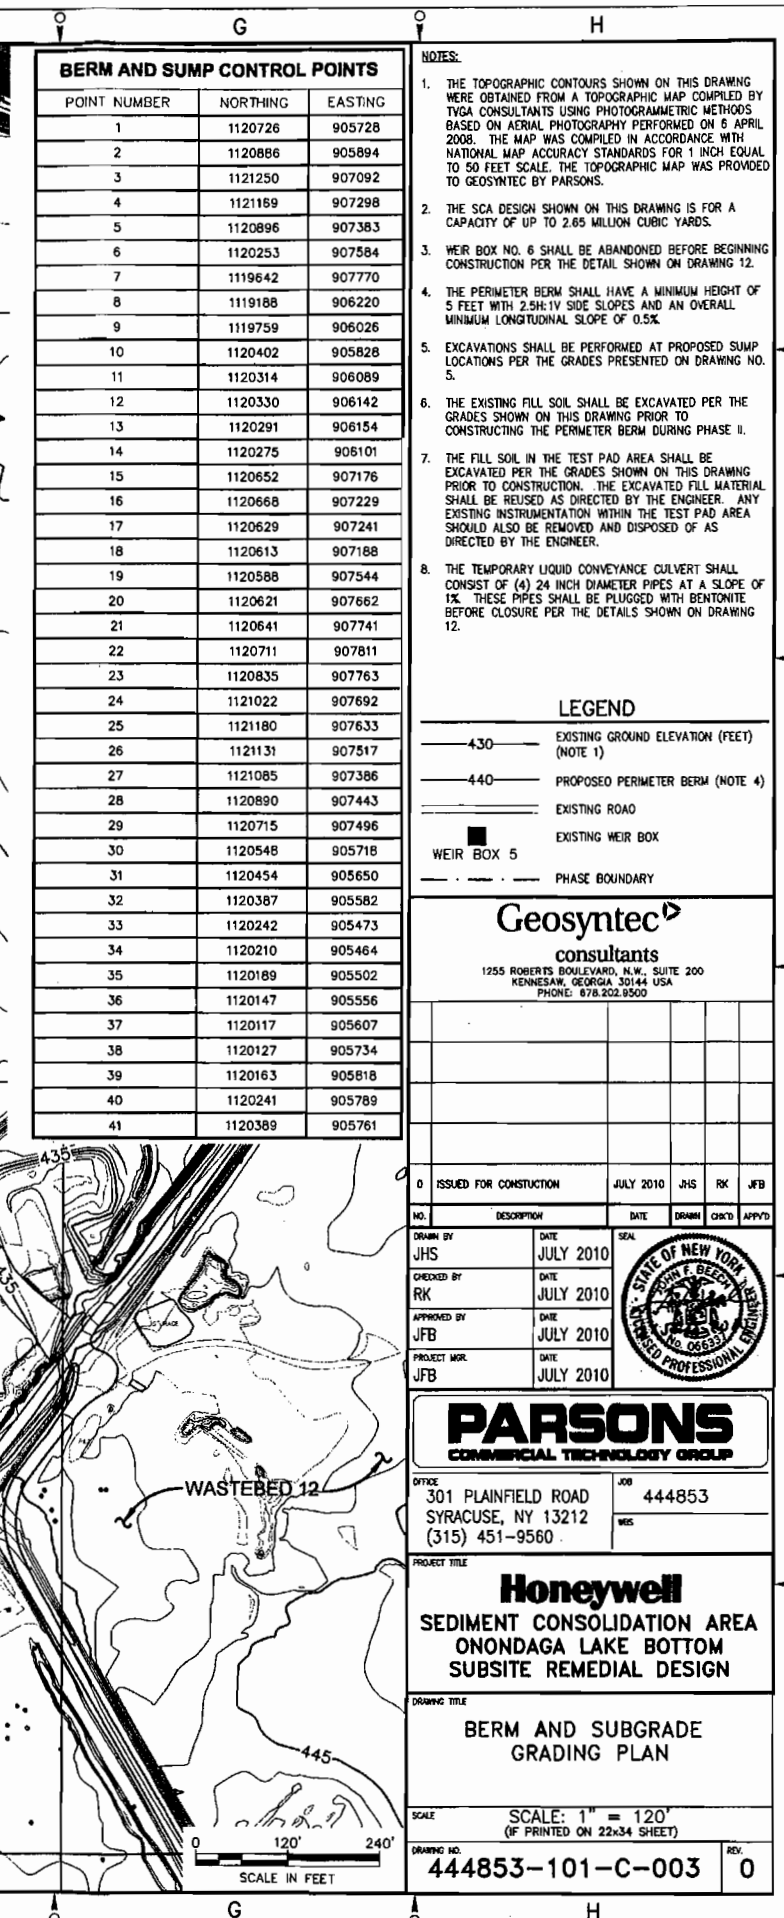 G
H
BERM AND SUMP CONTROL POINTS
POINT NUMBER NORTHING EASTING
1 1120726 905728
2 1120886 905894
3 1121250 907092
4 1121169 907298
5 1120896 907383
6 1120253 907584
7 1119642 907770
8 1119188 906220
9 1119759 906026
10 1120402 905828
11 1120314 906089
12 1120330 906142
13 1120291 906154
14 1120275 906101
15 1120652 907176
16 1120668 907229
17 1120629 907241
18 1120613 907188
19 1120588 907544
20 1120621 907662
21 1120641 907741
22 1120711 907811
23 1120835 907763
24 1121022 907692
25 1121180 907633
26 1121131 907517
27 1121085 907386
28 1120890 907443
29 1120715 907496
30 1120548 905718
31 1120454 905650
32 1120387 905582
33 1120242 905473
34 1120210 905464
35 1120189 905502
36 1120147 905556
37 1120117 905607
38 1120127 905734
39 1120163 905818
40 1120241 905789
41 1120389 905761
NOTES:
1. THE TOPOGRAPHIC CONTOURS SHOWN ON THIS DRAWING
WERE OBTAINED FROM A TOPOGRAPHIC MAP COMPILED BY
TVGA CONSULTANTS USING PHOTOGRAMMETRIC METHODS
BASED ON AERIAL PHOTOGRAPHY PERFORMED ON 6 APRIL
2008. THE MAP WAS COMPILED IN ACCORDANCE WITH
NATIONAL MAP ACCURACY STANDARDS FOR 1 INCH EQUAL
TO 50 FEET SCALE. THE TOPOGRAPHIC MAP WAS PROVIDED
TO GEOSYNTEC BY PARSONS.
2. THE SCA DESIGN SHOWN ON THIS DRAWING IS FOR A
CAPACITY OF UP TO 2.65 MILLION CUBIC YARDS.
3. WEIR BOX NO. 6 SHALL BE ABANDONED BEFORE BEGINNING
CONSTRUCTION PER THE DETAIL SHOWN ON DRAWING 12.
4. THE PERIMETER BERM SHALL HAVE A MINIMUM HEIGHT OF
5 FEET WITH 2.5H:1V SIDE SLOPES AND AN OVERALL
MINIMUM LONGITUDINAL SLOPE OF 0.5%.
5. EXCAVATIONS SHALL BE PERFORMED AT PROPOSED SUMP
LOCATIONS PER THE GRADES PRESENTED ON DRAWING NO.
5.
6. THE EXISTING FILL SOIL SHALL BE EXCAVATED PER THE
GRADES SHOWN ON THIS DRAWING PRIOR TO
CONSTRUCTING THE PERIMETER BERM DURING PHASE II.
7. THE FILL SOIL IN THE TEST PAD AREA SHALL BE
EXCAVATED PER THE GRADES SHOWN ON THIS DRAWING
PRIOR TO CONSTRUCTION. THE EXCAVATED FILL MATERIAL
SHALL BE REUSED AS DIRECTED BY THE ENGINEER. ANY
EXISTING INSTRUMENTATION WITHIN THE TEST PAD AREA
SHOULD ALSO BE REMOVED AND DISPOSED OF AS
DIRECTED BY THE ENGINEER.
8. THE TEMPORARY LIQUID CONVEYANCE CULVERT SHALL
CONSIST OF (4) 24 INCH DIAMETER PIPES AT A SLOPE OF
1%. THESE PIPES SHALL BE PLUGGED WITH BENTONITE
BEFORE CLOSURE PER THE DETAILS SHOWN ON DRAWING
12.
LEGEND
430 EXISTING GROUND ELEVATION (FEET)
(NOTE 1)
440 PROPOSED PERIMETER BERM (NOTE 4)
EXISTING ROAD
EXISTING WEIR BOX
WEIR BOX 5
PHASE BOUNDARY
Geosyntec
consultants
1255 ROBERTS BOULEVARD, N.W., SUITE 200
KENNESAW, GEORGIA 30144 USA
PHONE: 678.202.9500
0 ISSUED FOR CONSTUCTION JULY 2010 JHS RK JFB
NO. DESCRIPTION DATE DRAWN CHK'D APPV'D
DRAWN BY DATE SEAL
JHS JULY 2010
CHECKED BY DATE
RK JULY 2010
APPROVED BY DATE
JFB JULY 2010
PROJECT MGR. DATE
JFB JULY 2010
STATE OF NEW YORK
JOHN F. BEECH
No. 066337
LICENSED PROFESSIONAL ENGINEER
PARSONS
COMMERCIAL TECHNOLOGY GROUP
OFFICE JOB
301 PLAINFIELD ROAD 444853
SYRACUSE, NY 13212 WBS
(315) 451-9560
PROJECT TITLE
Honeywell
SEDIMENT CONSOLIDATION AREA
ONONDAGA LAKE BOTTOM
SUBSITE REMEDIAL DESIGN
DRAWING TITLE
BERM AND SUBGRADE
GRADING PLAN
SCALE SCALE: 1" = 120'
(IF PRINTED ON 22x34 SHEET)
DRAWING NO. REV.
444853-101-C-003 0
435
435
WASTEBED 12
445
0 120' 240'
SCALE IN FEET
G
H